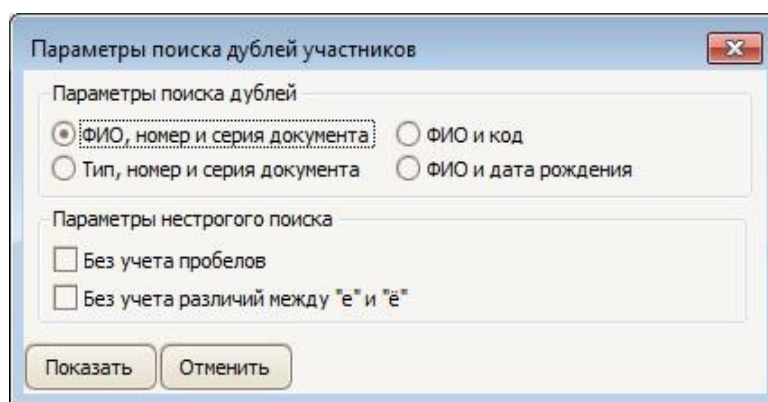 Параметры поиска дублей участников
Параметры поиска дублей
ФИО, номер и серия документа ФИО и код
Тип, номер и серия документа ФИО и дата рождения
Параметры нестрогого поиска
Без учета пробелов
Без учета различий между "е" и "ё"
Показать Отменить